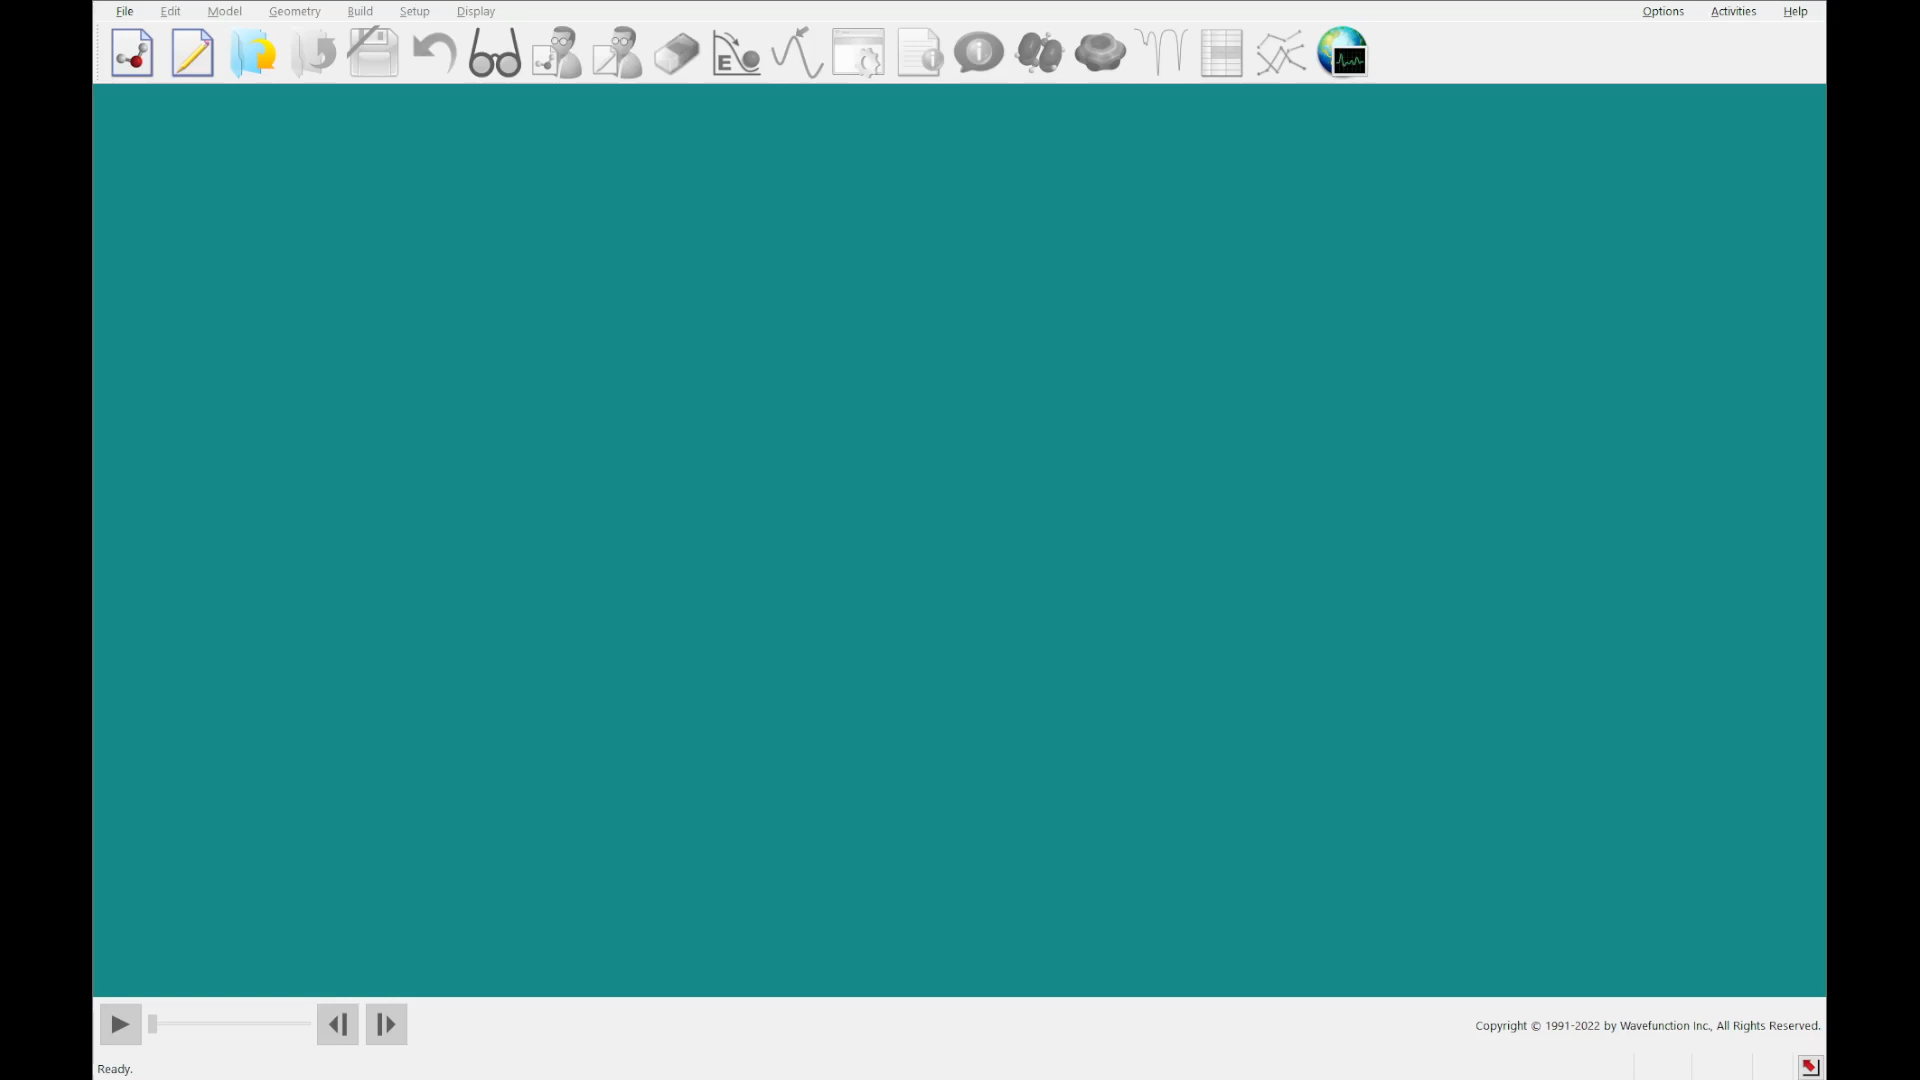 File Edit Model Geometry Build Setup Display Options Activities Help
Copyright © 1991-2022 by Wavefunction Inc., All Rights Reserved.
Ready.